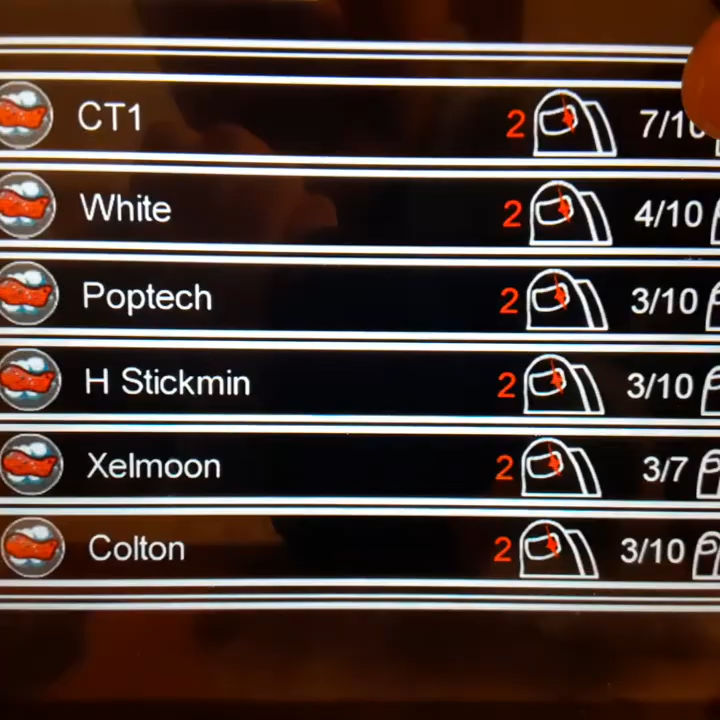 CT1 2 7/10
White 2 4/10
Poptech 2 3/10
H Stickmin 2 3/10
Xelmoon 2 3/7
Colton 2 3/10